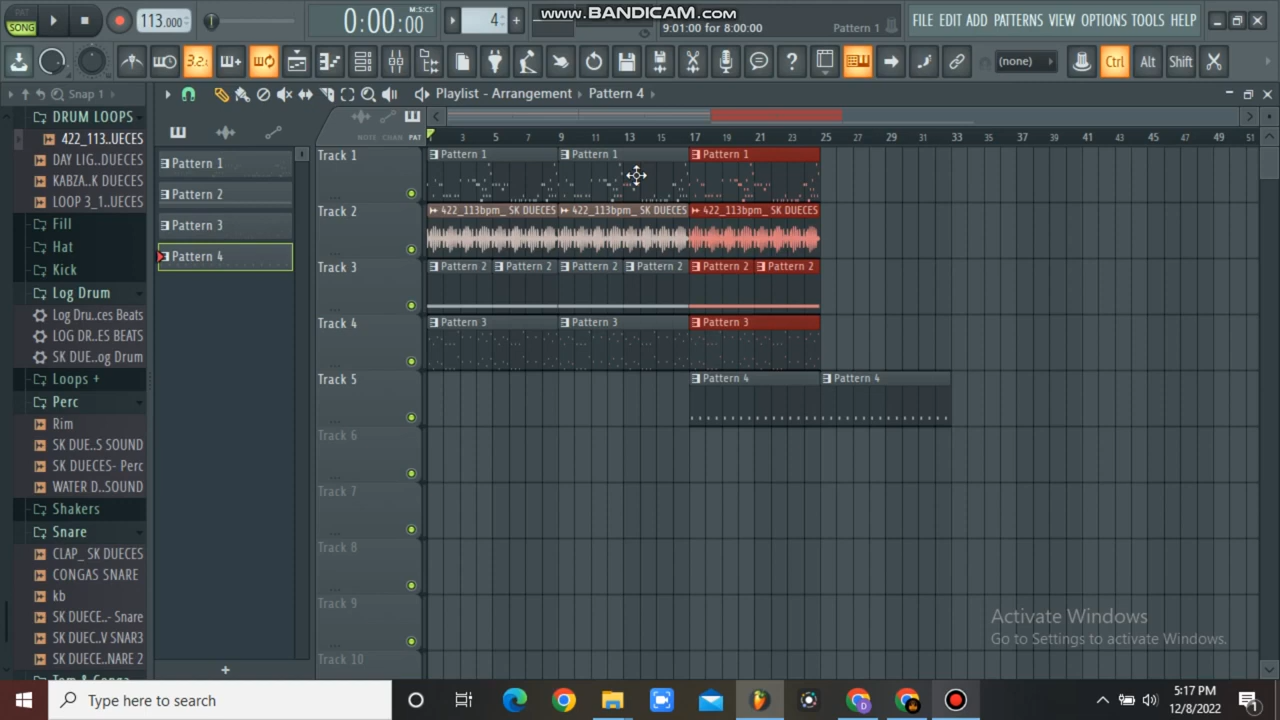 PAT
SONG
113.000
0:00:00
M:S:CS
4
www.BANDICAM.com
9:01:00 for 8:00:00
Pattern 1
FILE EDIT ADD PATTERNS VIEW OPTIONS TOOLS HELP
(none)
Ctrl
Alt
Shift
Snap 1
Playlist - Arrangement
Pattern 4
NOTE CHAN PAT
3 5 7 9 11 13 15 17 19 21 23 25 27 29 31 33 35 37 39 41 43 45 47 49 51
DRUM LOOPS
422_113..UECES
DAY LIG..DUECES
KABZA..K DUECES
LOOP 3_1..UECES
Fill
Hat
Kick
Log Drum
Log Dru..ces Beats
LOG DR..ES BEATS
SK DUE..og Drum
Loops +
Perc
Rim
SK DUE..S SOUND
SK DUECES- Perc
WATER D..SOUND
Shakers
Snare
CLAP_ SK DUECES
CONGAS SNARE
kb
SK DUECE..- Snare
SK DUEC..V SNAR3
SK DUECE..NARE 2
Pattern 1
Pattern 2
Pattern 3
Pattern 4
+
Track 1
Pattern 1
Pattern 1
Pattern 1
Track 2
422_113bpm_ SK DUECES
422_113bpm_ SK DUECES
422_113bpm_ SK DUECES
Track 3
Pattern 2
Pattern 2
Pattern 2
Pattern 2
Pattern 2
Pattern 2
Track 4
Pattern 3
Pattern 3
Pattern 3
Track 5
Pattern 4
Pattern 4
Track 6
Track 7
Track 8
Track 9
Track 10
Activate Windows
Go to Settings to activate Windows.
Type here to search
5:17 PM
12/8/2022
1